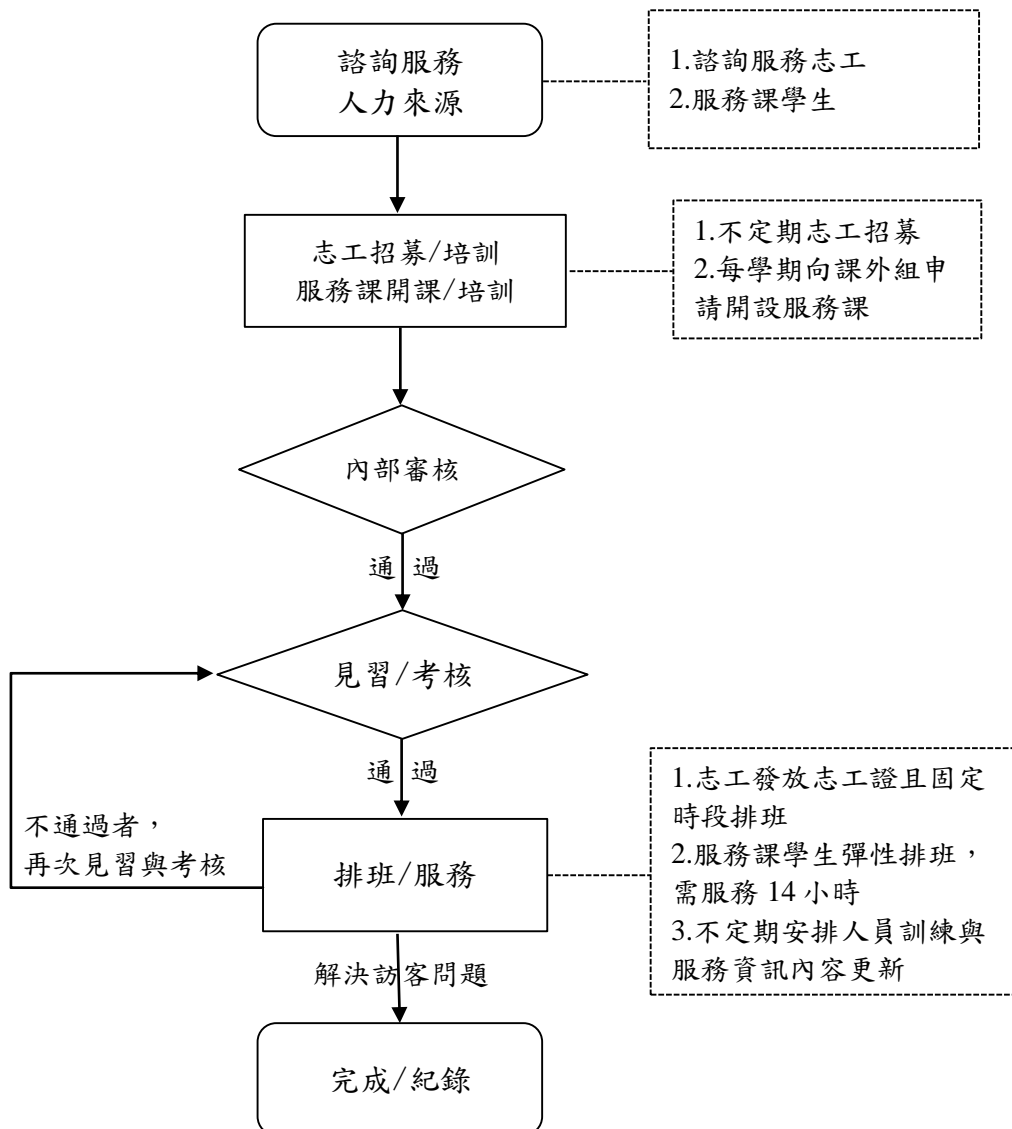 諮詢服務
人力來源
1.諮詢服務志工
2.服務課學生
志工招募/培訓
服務課開課/培訓
1.不定期志工招募
2.每學期向課外組申
請開設服務課
內部審核
通 過
見習/考核
通 過
不通過者，
再次見習與考核
排班/服務
1.志工發放志工證且固定
時段排班
2.服務課學生彈性排班，
需服務 14 小時
3.不定期安排人員訓練與
服務資訊內容更新
解決訪客問題
完成/紀錄